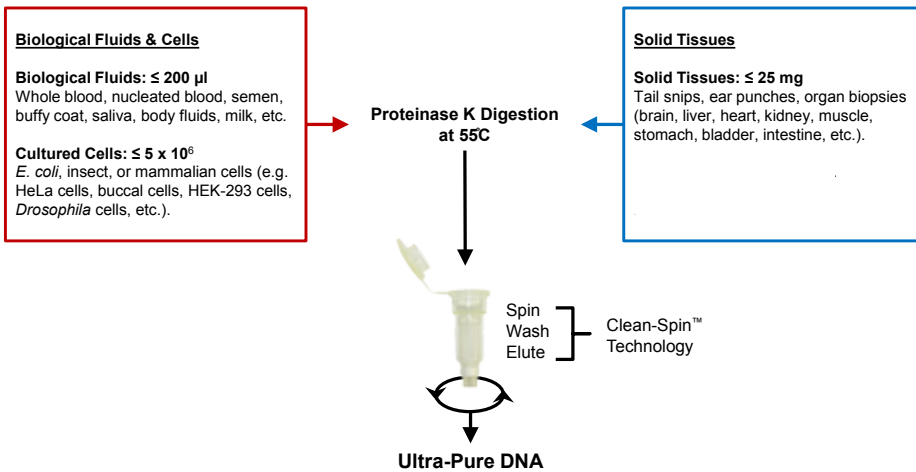 Biological Fluids & Cells
Biological Fluids: ≤ 200 µl
Whole blood, nucleated blood, semen,
buffy coat, saliva, body fluids, milk, etc.
Cultured Cells: ≤ 5 x 10⁶
E. coli, insect, or mammalian cells (e.g.
HeLa cells, buccal cells, HEK-293 cells,
Drosophila cells, etc.).
Proteinase K Digestion
at 55°C
Solid Tissues
Solid Tissues: ≤ 25 mg
Tail snips, ear punches, organ biopsies
(brain, liver, heart, kidney, muscle,
stomach, bladder, intestine, etc.).
Spin
Wash
Elute
Clean-Spin™
Technology
Ultra-Pure DNA